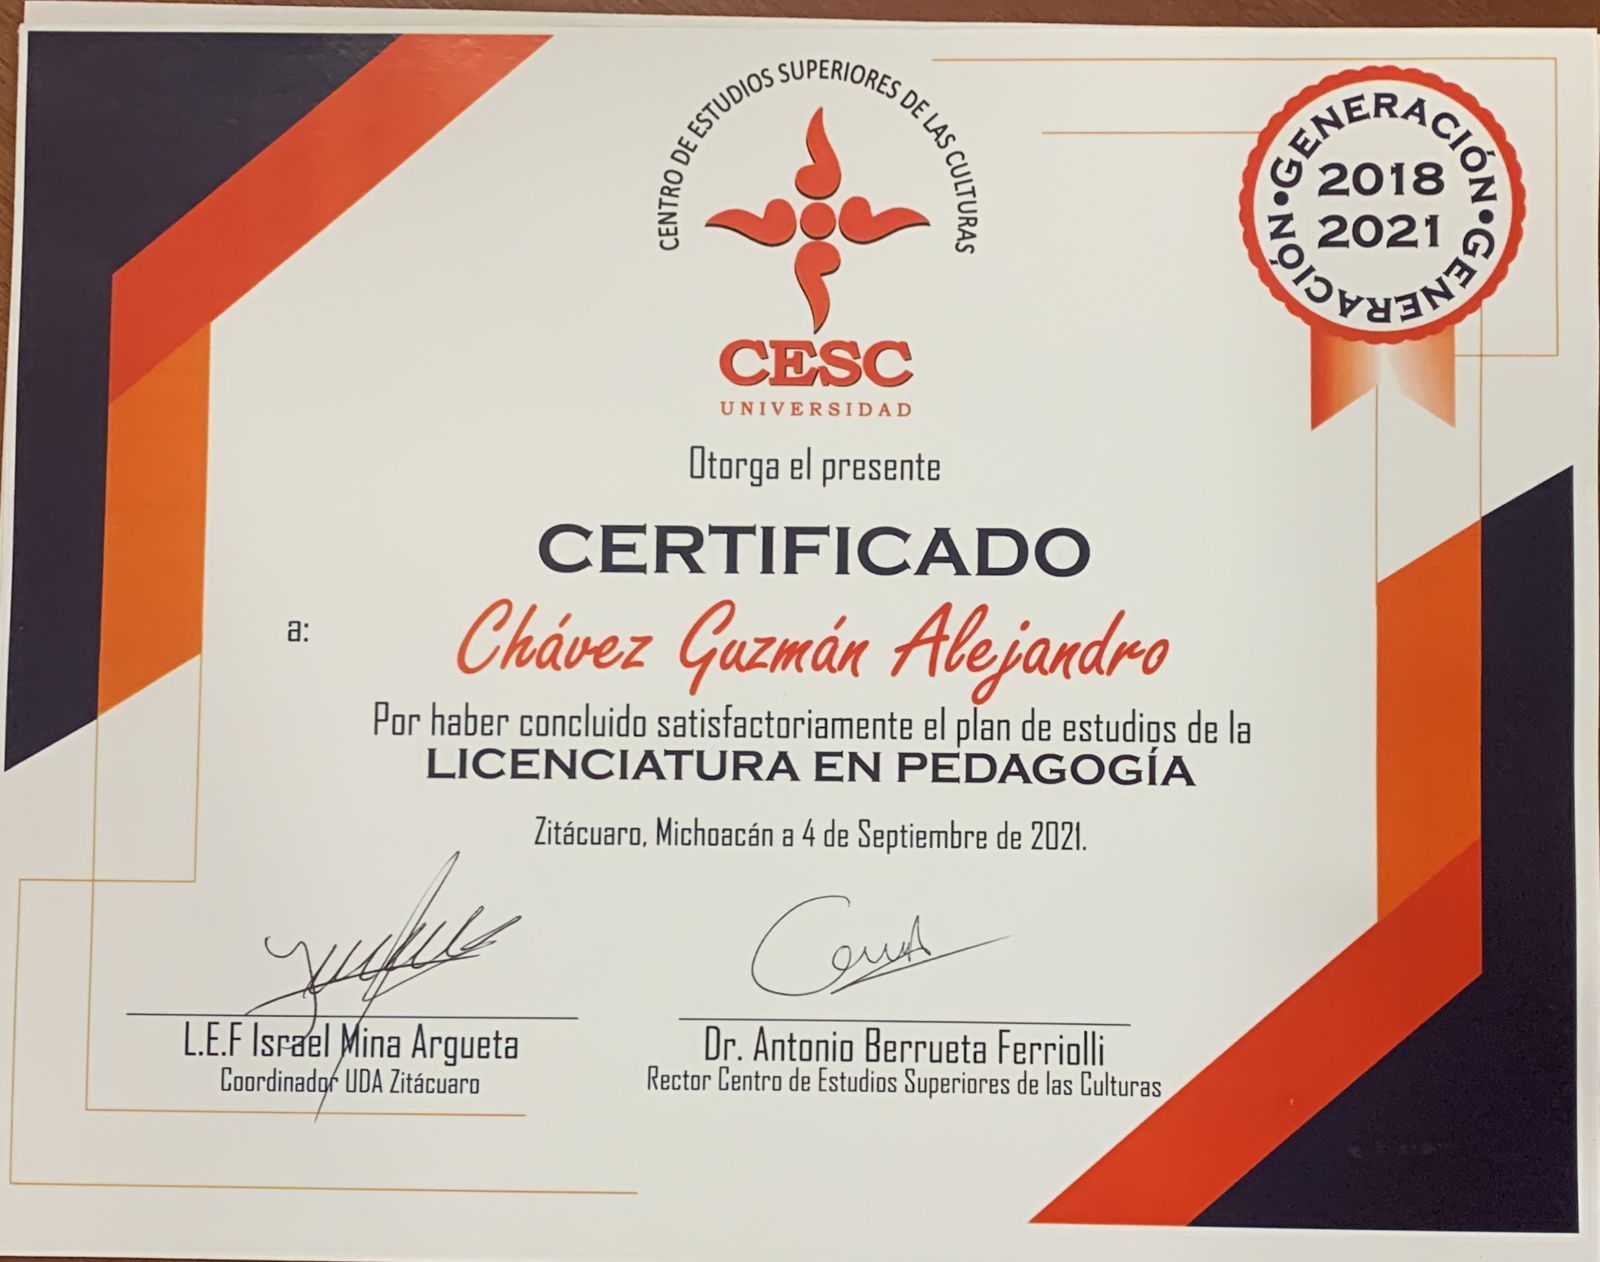 CENTRO DE ESTUDIOS SUPERIORES DE LAS CULTURAS
CESC
UNIVERSIDAD
GENERACIÓN • GENERACIÓN •
2018
2021
Otorga el presente
CERTIFICADO
a:
Chávez Guzmán Alejandro
Por haber concluido satisfactoriamente el plan de estudios de la
LICENCIATURA EN PEDAGOGÍA
Zitácuaro, Michoacán a 4 de Septiembre de 2021.
L.E.F Israel Mina Argueta
Coordinador UDA Zitácuaro
Dr. Antonio Berrueta Ferriolli
Rector Centro de Estudios Superiores de las Culturas